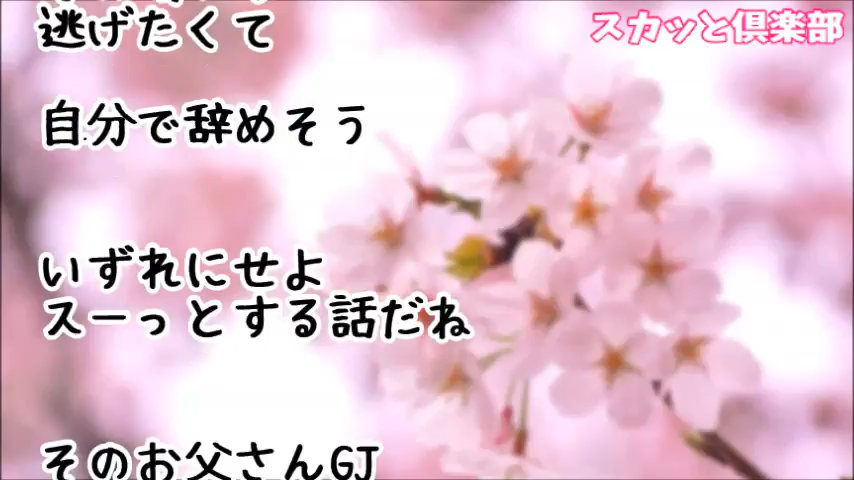 スカッと倶楽部
逃げたくて
自分で辞めそう
いずれにせよ
スーっとする話だね
そのお父さんGJ